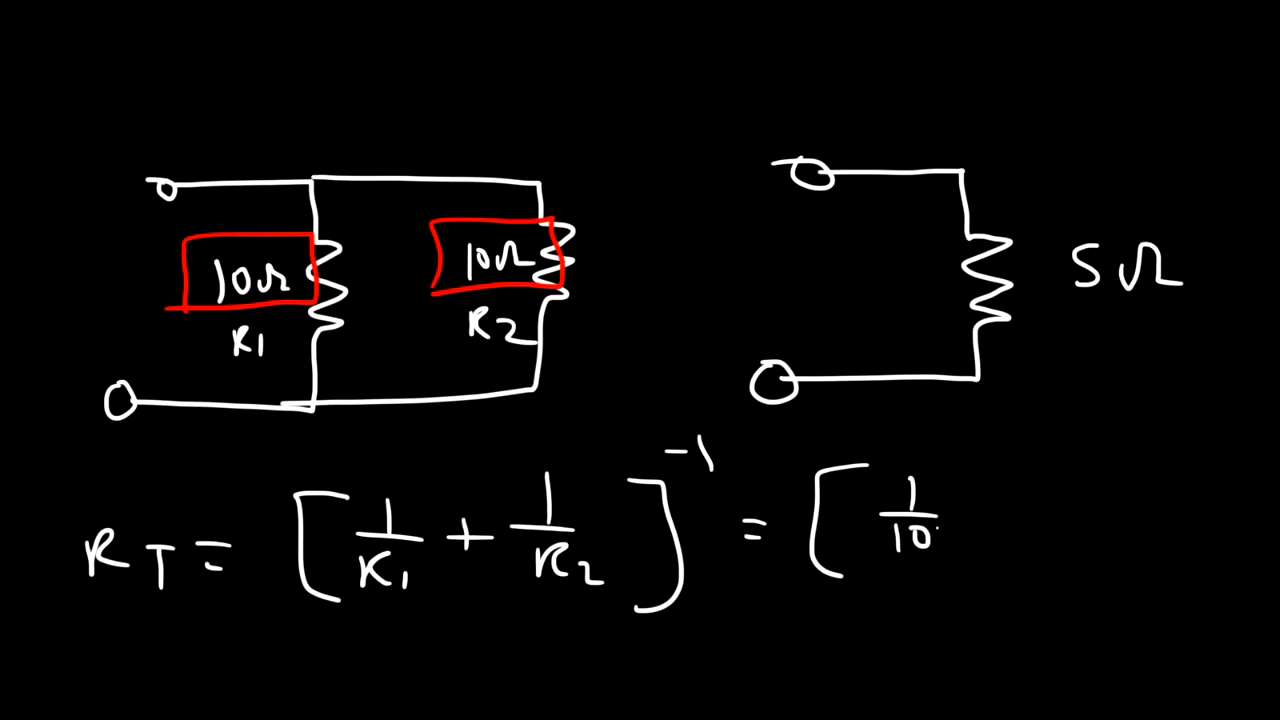 10Ω 10Ω 5Ω
R1 R2
RT = [1/R1 + 1/R2]^-1 = [1/10